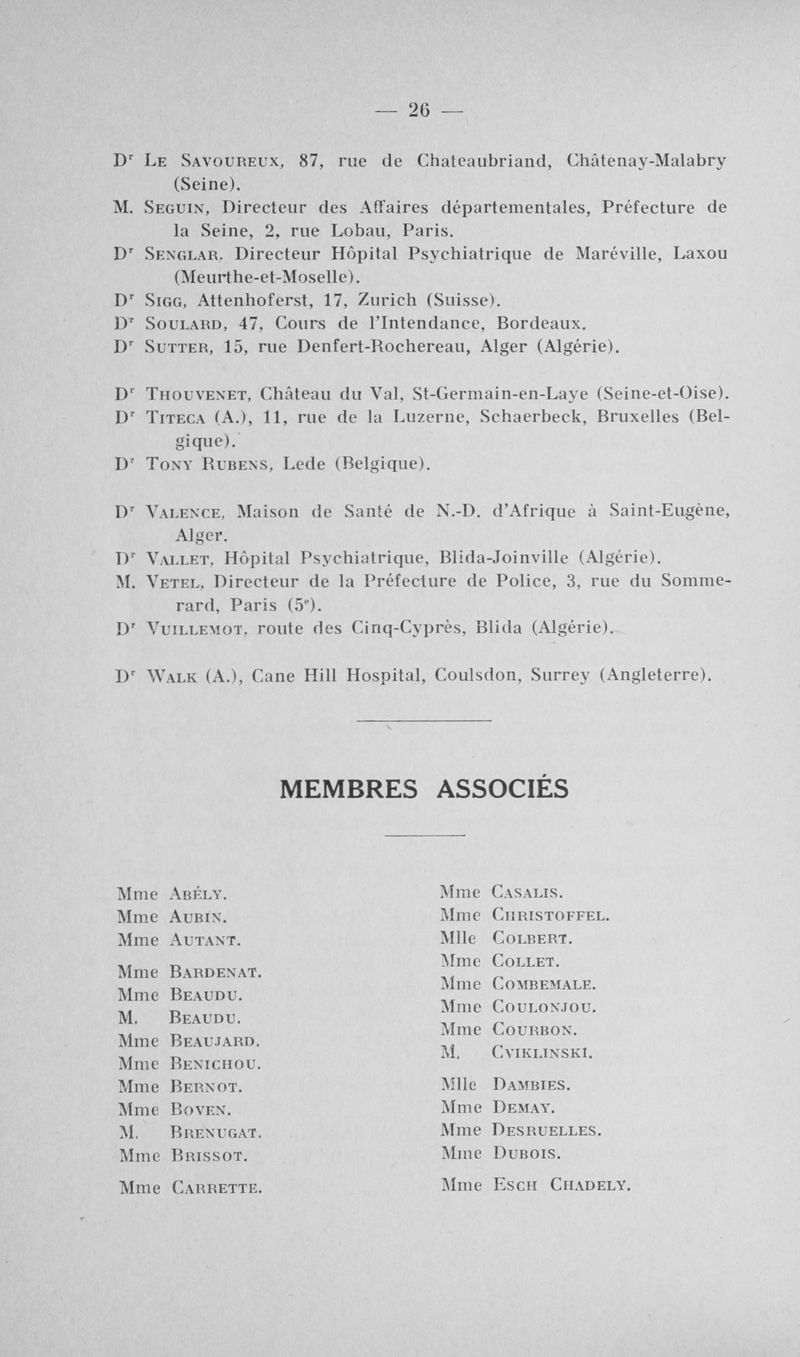 — 26 —
Dr Le Savoureux, 87, rue de Chateaubriand, Châtenay-Malabry
(Seine).
M. Seguin, Directeur des Affaires départementales, Préfecture de
la Seine, 2, rue Lobau, Paris.
Dr Senglar. Directeur Hôpital Psychiatrique de Maréville, Laxou
(Meurthe-et-Moselle).
Dr Sigg, Attenhoferst, 17, Zurich (Suisse).
Dr Soulard, 47, Cours de l'Intendance, Bordeaux.
Dr Sutter, 15, rue Denfert-Rochereau, Alger (Algérie).
Dr Thouvenet, Château du Val, St-Germain-en-Laye (Seine-et-Oise).
Dr Titeca (A.), 11, rue de la Luzerne, Schaerbeck, Bruxelles (Bel-
gique).
Dr Tony Rubens, Lede (Belgique).
Dr Valence, Maison de Santé de N.-D. d'Afrique à Saint-Eugène,
Alger.
Dr Vallet, Hôpital Psychiatrique, Blida-Joinville (Algérie).
M. Vetel, Directeur de la Préfecture de Police, 3, rue du Somme-
rard, Paris (5e).
Dr Vuillemot, route des Cinq-Cyprès, Blida (Algérie).
Dr Walk (A.), Cane Hill Hospital, Coulsdon, Surrey (Angleterre).
MEMBRES ASSOCIÉS
Mme Abély.
Mme Aubin.
Mme Autant.
Mme Bardenat.
Mme Beaudu.
M. Beaudu.
Mme Beaujard.
Mme Benichou.
Mme Bernot.
Mme Boven.
M. Brenugat.
Mme Brissot.
Mme Carrette.
Mme Casalis.
Mme Christoffel.
Mlle Colbert.
Mme Collet.
Mme Combemale.
Mme Coulonjou.
Mme Courbon.
M. Cviklinski.
Mlle Dambies.
Mme Demay.
Mme Desruelles.
Mme Dubois.
Mme Esch Chadely.